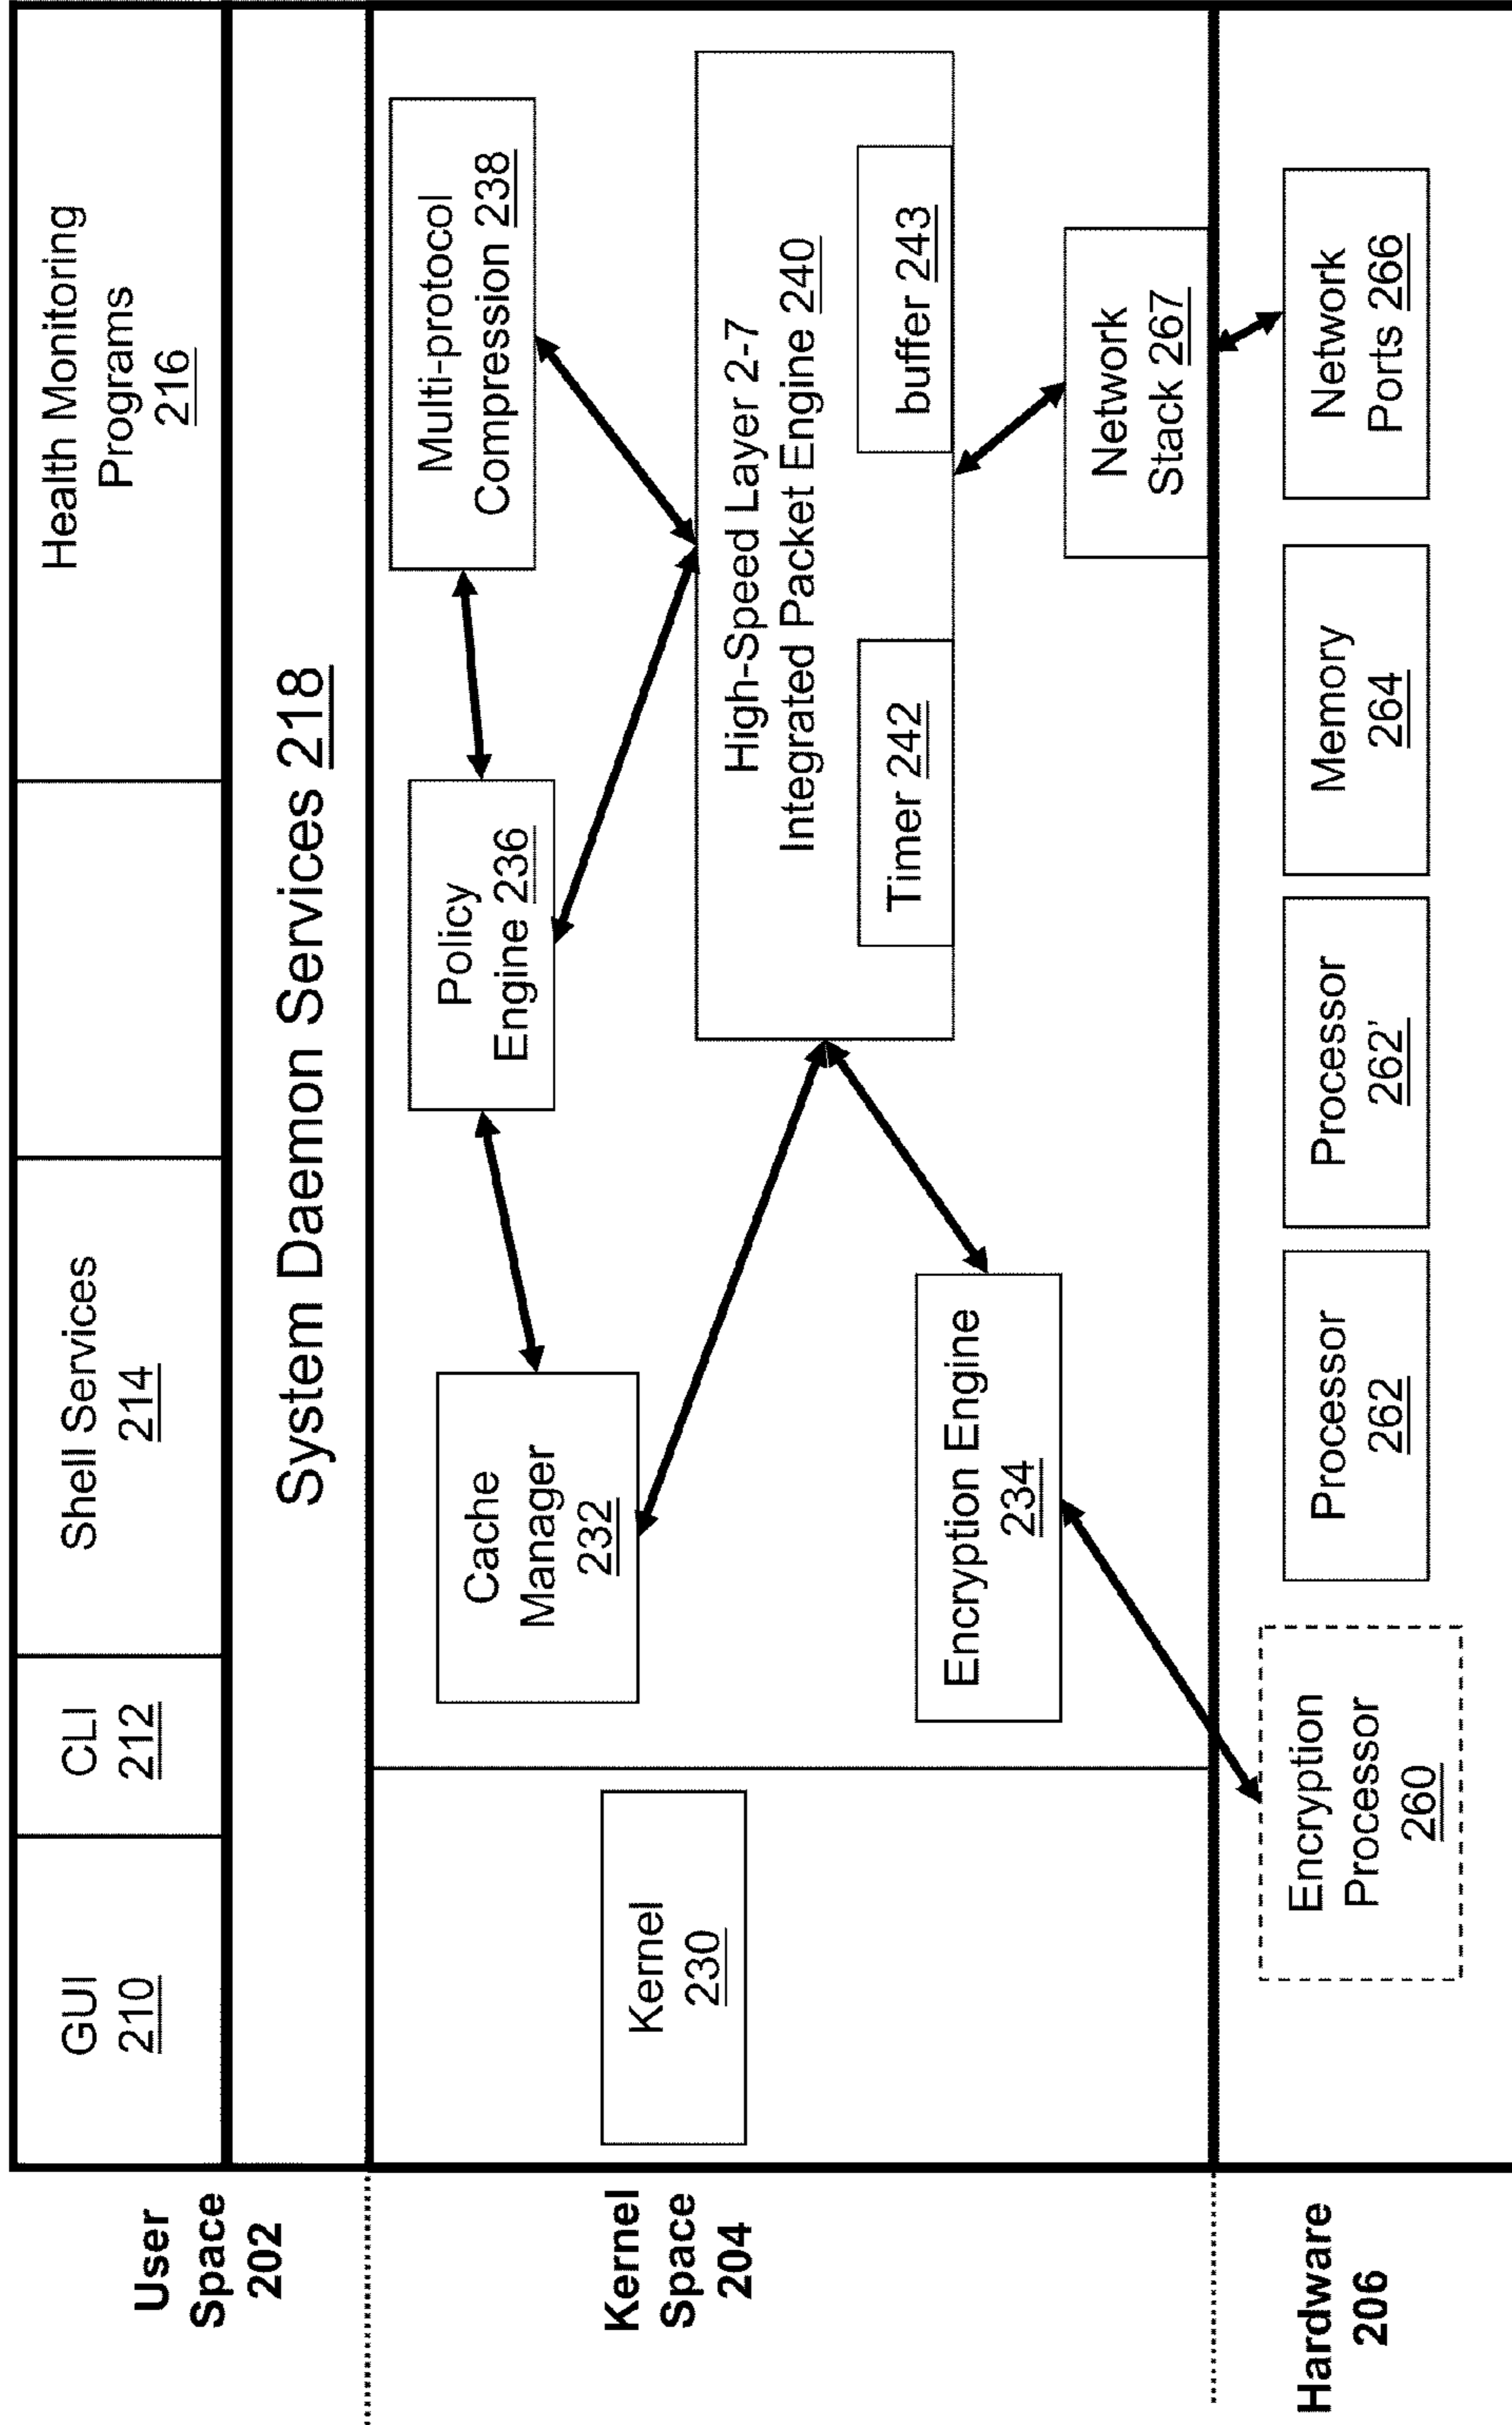 User
Space
202
GUI
210
CLI
212
Shell Services
214
Health Monitoring
Programs
216
System Daemon Services 218
Kernel
Space
204
Kernel
230
Cache
Manager
232
Policy
Engine 236
Multi-protocol
Compression 238
High-Speed Layer 2-7
Integrated Packet Engine 240
Timer 242
buffer 243
Encryption Engine
234
Network
Stack 267
Hardware
206
Encryption
Processor
260
Processor
262
Processor
262'
Memory
264
Network
Ports 266